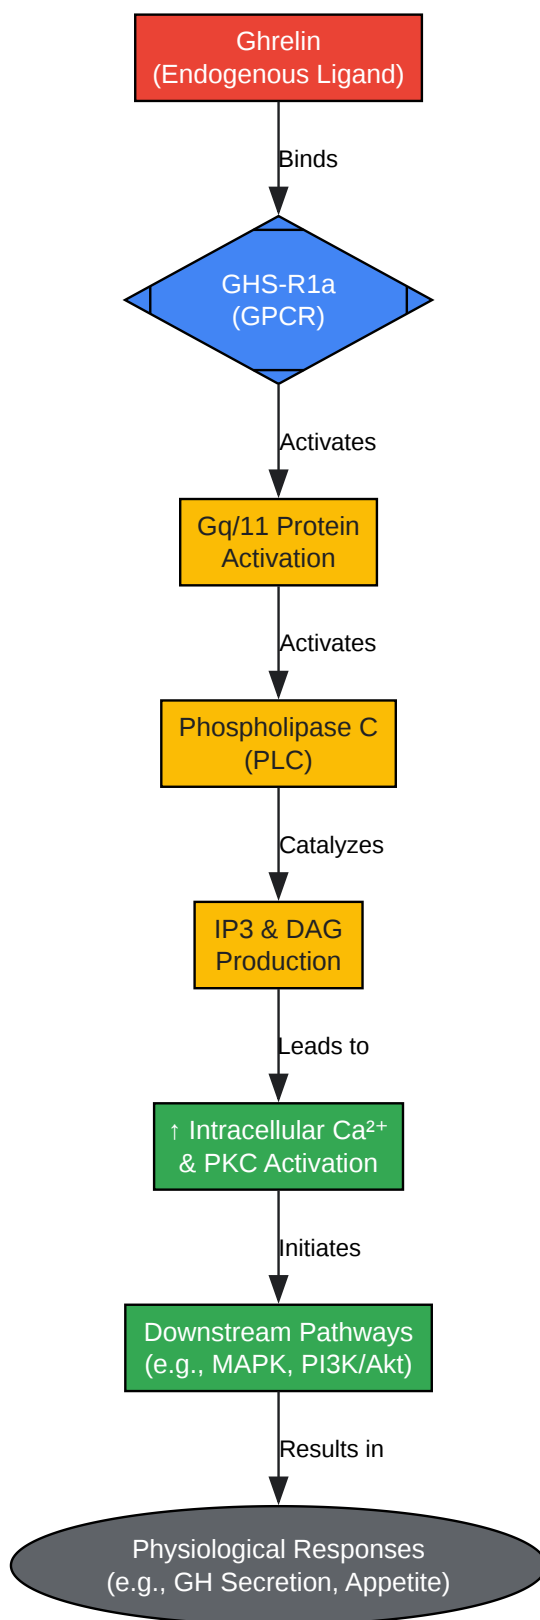 Ghrelin
(Endogenous Ligand)
Binds
GHS-R1a
(GPCR)
Activates
Gq/11 Protein
Activation
Activates
Phospholipase C
(PLC)
Catalyzes
IP3 & DAG
Production
Leads to
↑ Intracellular Ca²⁺
& PKC Activation
Initiates
Downstream Pathways
(e.g., MAPK, PI3K/Akt)
Results in
Physiological Responses
(e.g., GH Secretion, Appetite)